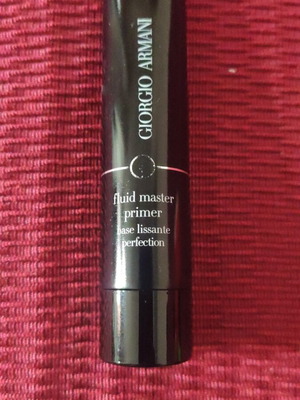 GIORGIO ARMANI
fluid master
primer
base lissante
perfection